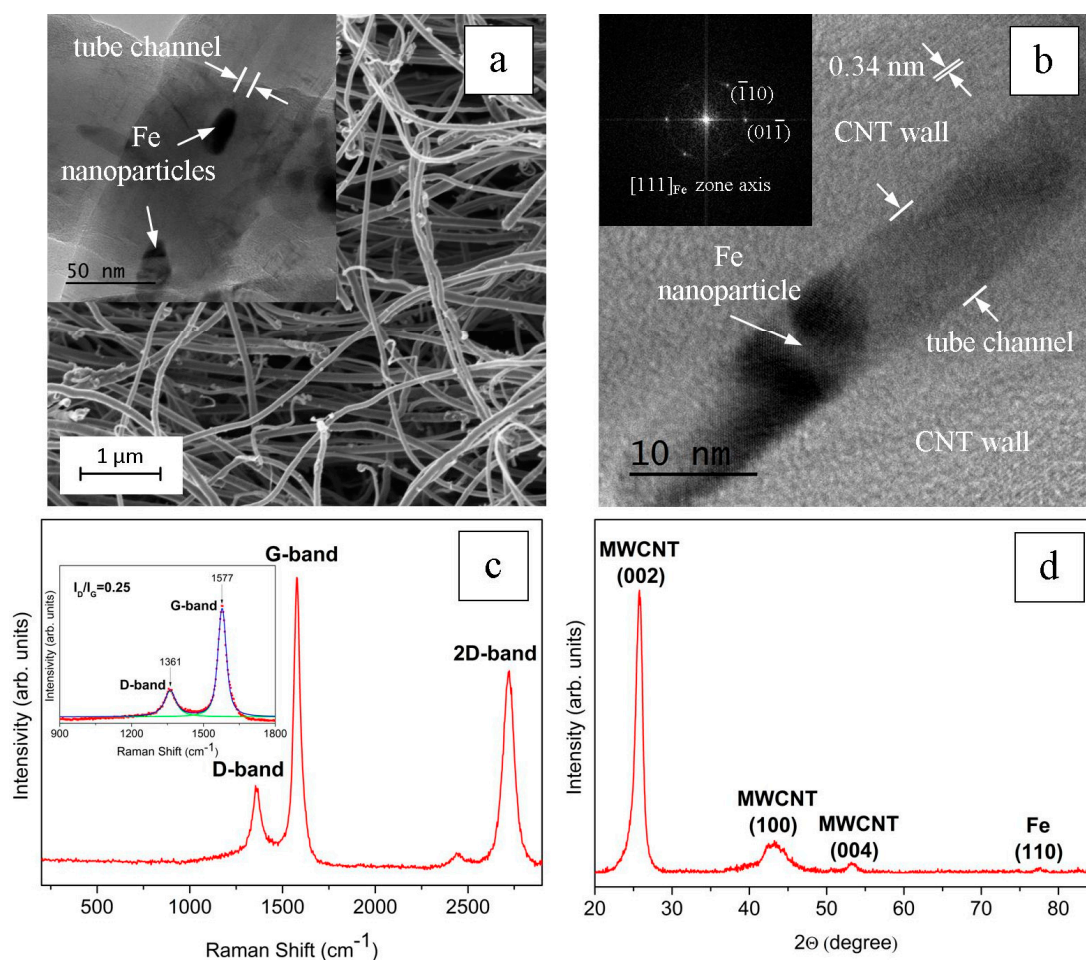 a
tube channel
Fe
nanoparticles
50 nm
1 µm
b
0.34 nm
(1̅10)
(011̅)
CNT wall
[111]Fe zone axis
Fe
nanoparticle
tube channel
10 nm
CNT wall
c
G-band
2D-band
D-band
Intensivity (arb. units)
500 1000 1500 2000 2500
Raman Shift (cm⁻¹)
I_D/I_G=0.25
1577
G-band
1361
D-band
Intensivity (arb. units)
900 1200 1500 1800
Raman Shift (cm⁻¹)
d
MWCNT
(002)
MWCNT
(100)
MWCNT
(004)
Fe
(110)
Intensity (arb. units)
20 30 40 50 60 70 80
2Θ (degree)